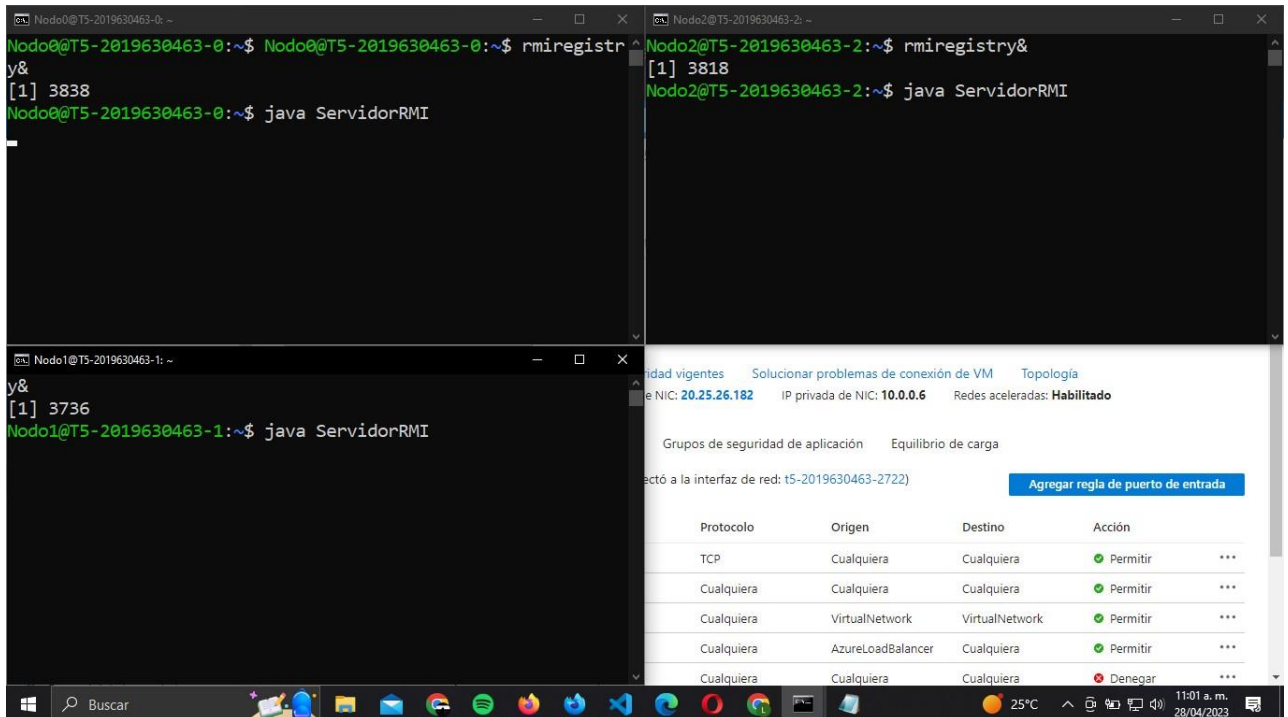 Nodo0@T5-2019630463-0: ~
Nodo0@T5-2019630463-0:~$ Nodo0@T5-2019630463-0:~$ rmiregistr
y&
[1] 3838
Nodo0@T5-2019630463-0:~$ java ServidorRMI
Nodo2@T5-2019630463-2: ~
Nodo2@T5-2019630463-2:~$ rmiregistry&
[1] 3818
Nodo2@T5-2019630463-2:~$ java ServidorRMI
Nodo1@T5-2019630463-1: ~
y&
[1] 3736
Nodo1@T5-2019630463-1:~$ java ServidorRMI
ridad vigentes Solucionar problemas de conexión de VM Topología
e NIC: 20.25.26.182 IP privada de NIC: 10.0.0.6 Redes aceleradas: Habilitado
Grupos de seguridad de aplicación Equilibrio de carga
ectó a la interfaz de red: t5-2019630463-2722) Agregar regla de puerto de entrada
Protocolo Origen Destino Acción
TCP Cualquiera Cualquiera Permitir
Cualquiera Cualquiera Cualquiera Permitir
Cualquiera VirtualNetwork VirtualNetwork Permitir
Cualquiera AzureLoadBalancer Cualquiera Permitir
Cualquiera Cualquiera Cualquiera Denegar
Buscar 25°C 11:01 a. m.
28/04/2023